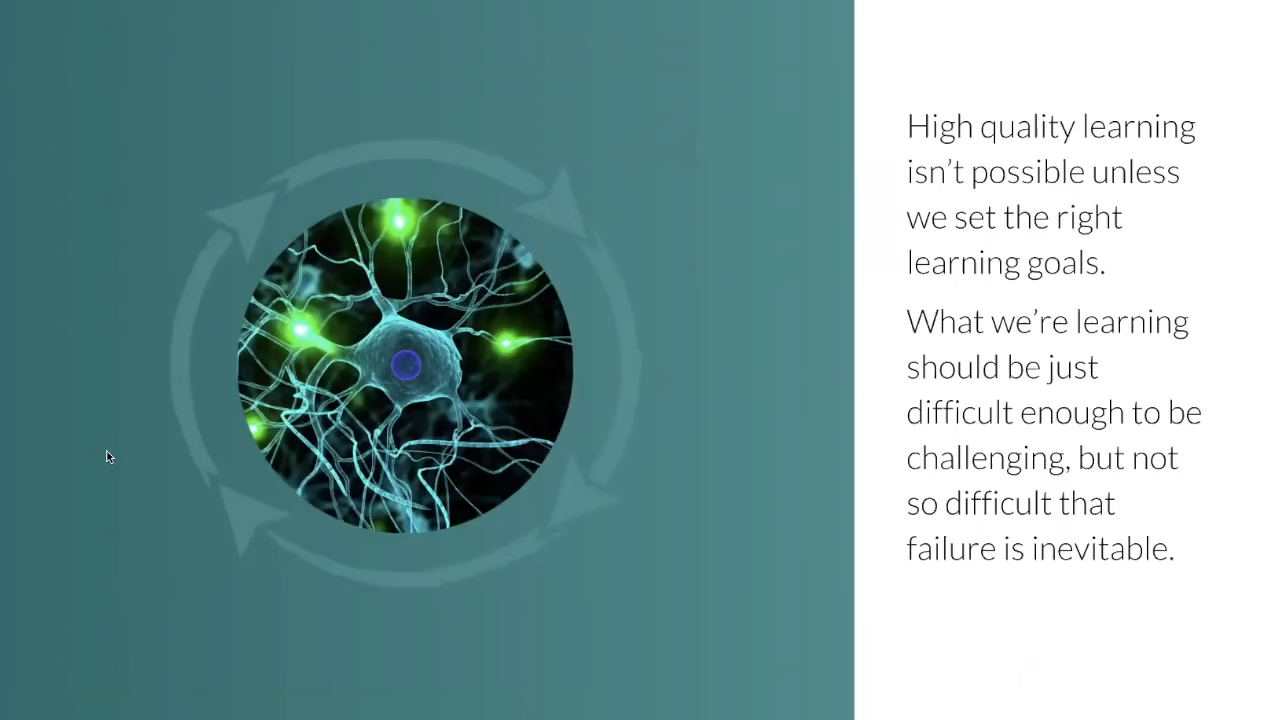 High quality learning
isn’t possible unless
we set the right
learning goals.
What we’re learning
should be just
difficult enough to be
challenging, but not
so difficult that
failure is inevitable.